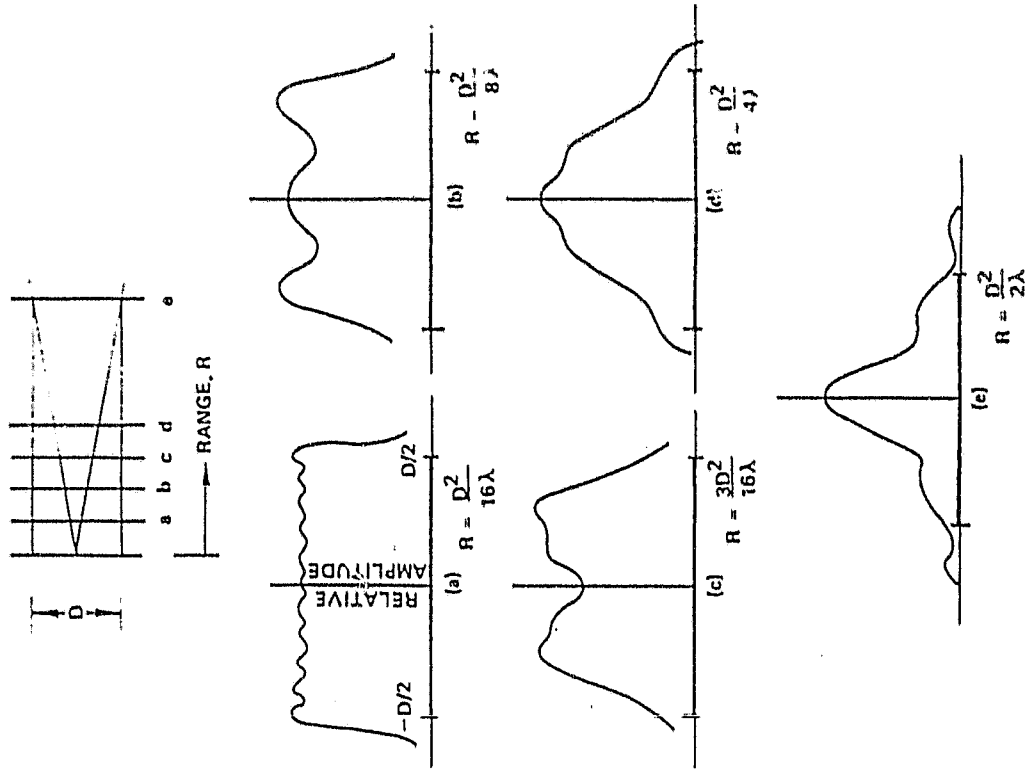 D
a b c d e
RANGE, R
RELATIVE
AMPLITUDE
-D/2
D/2
(a)
R = D²/16λ
(b)
R - D²/8λ
(c)
R = 3D²/16λ
(d)
R - D²/4λ
(e)
R = D²/2λ